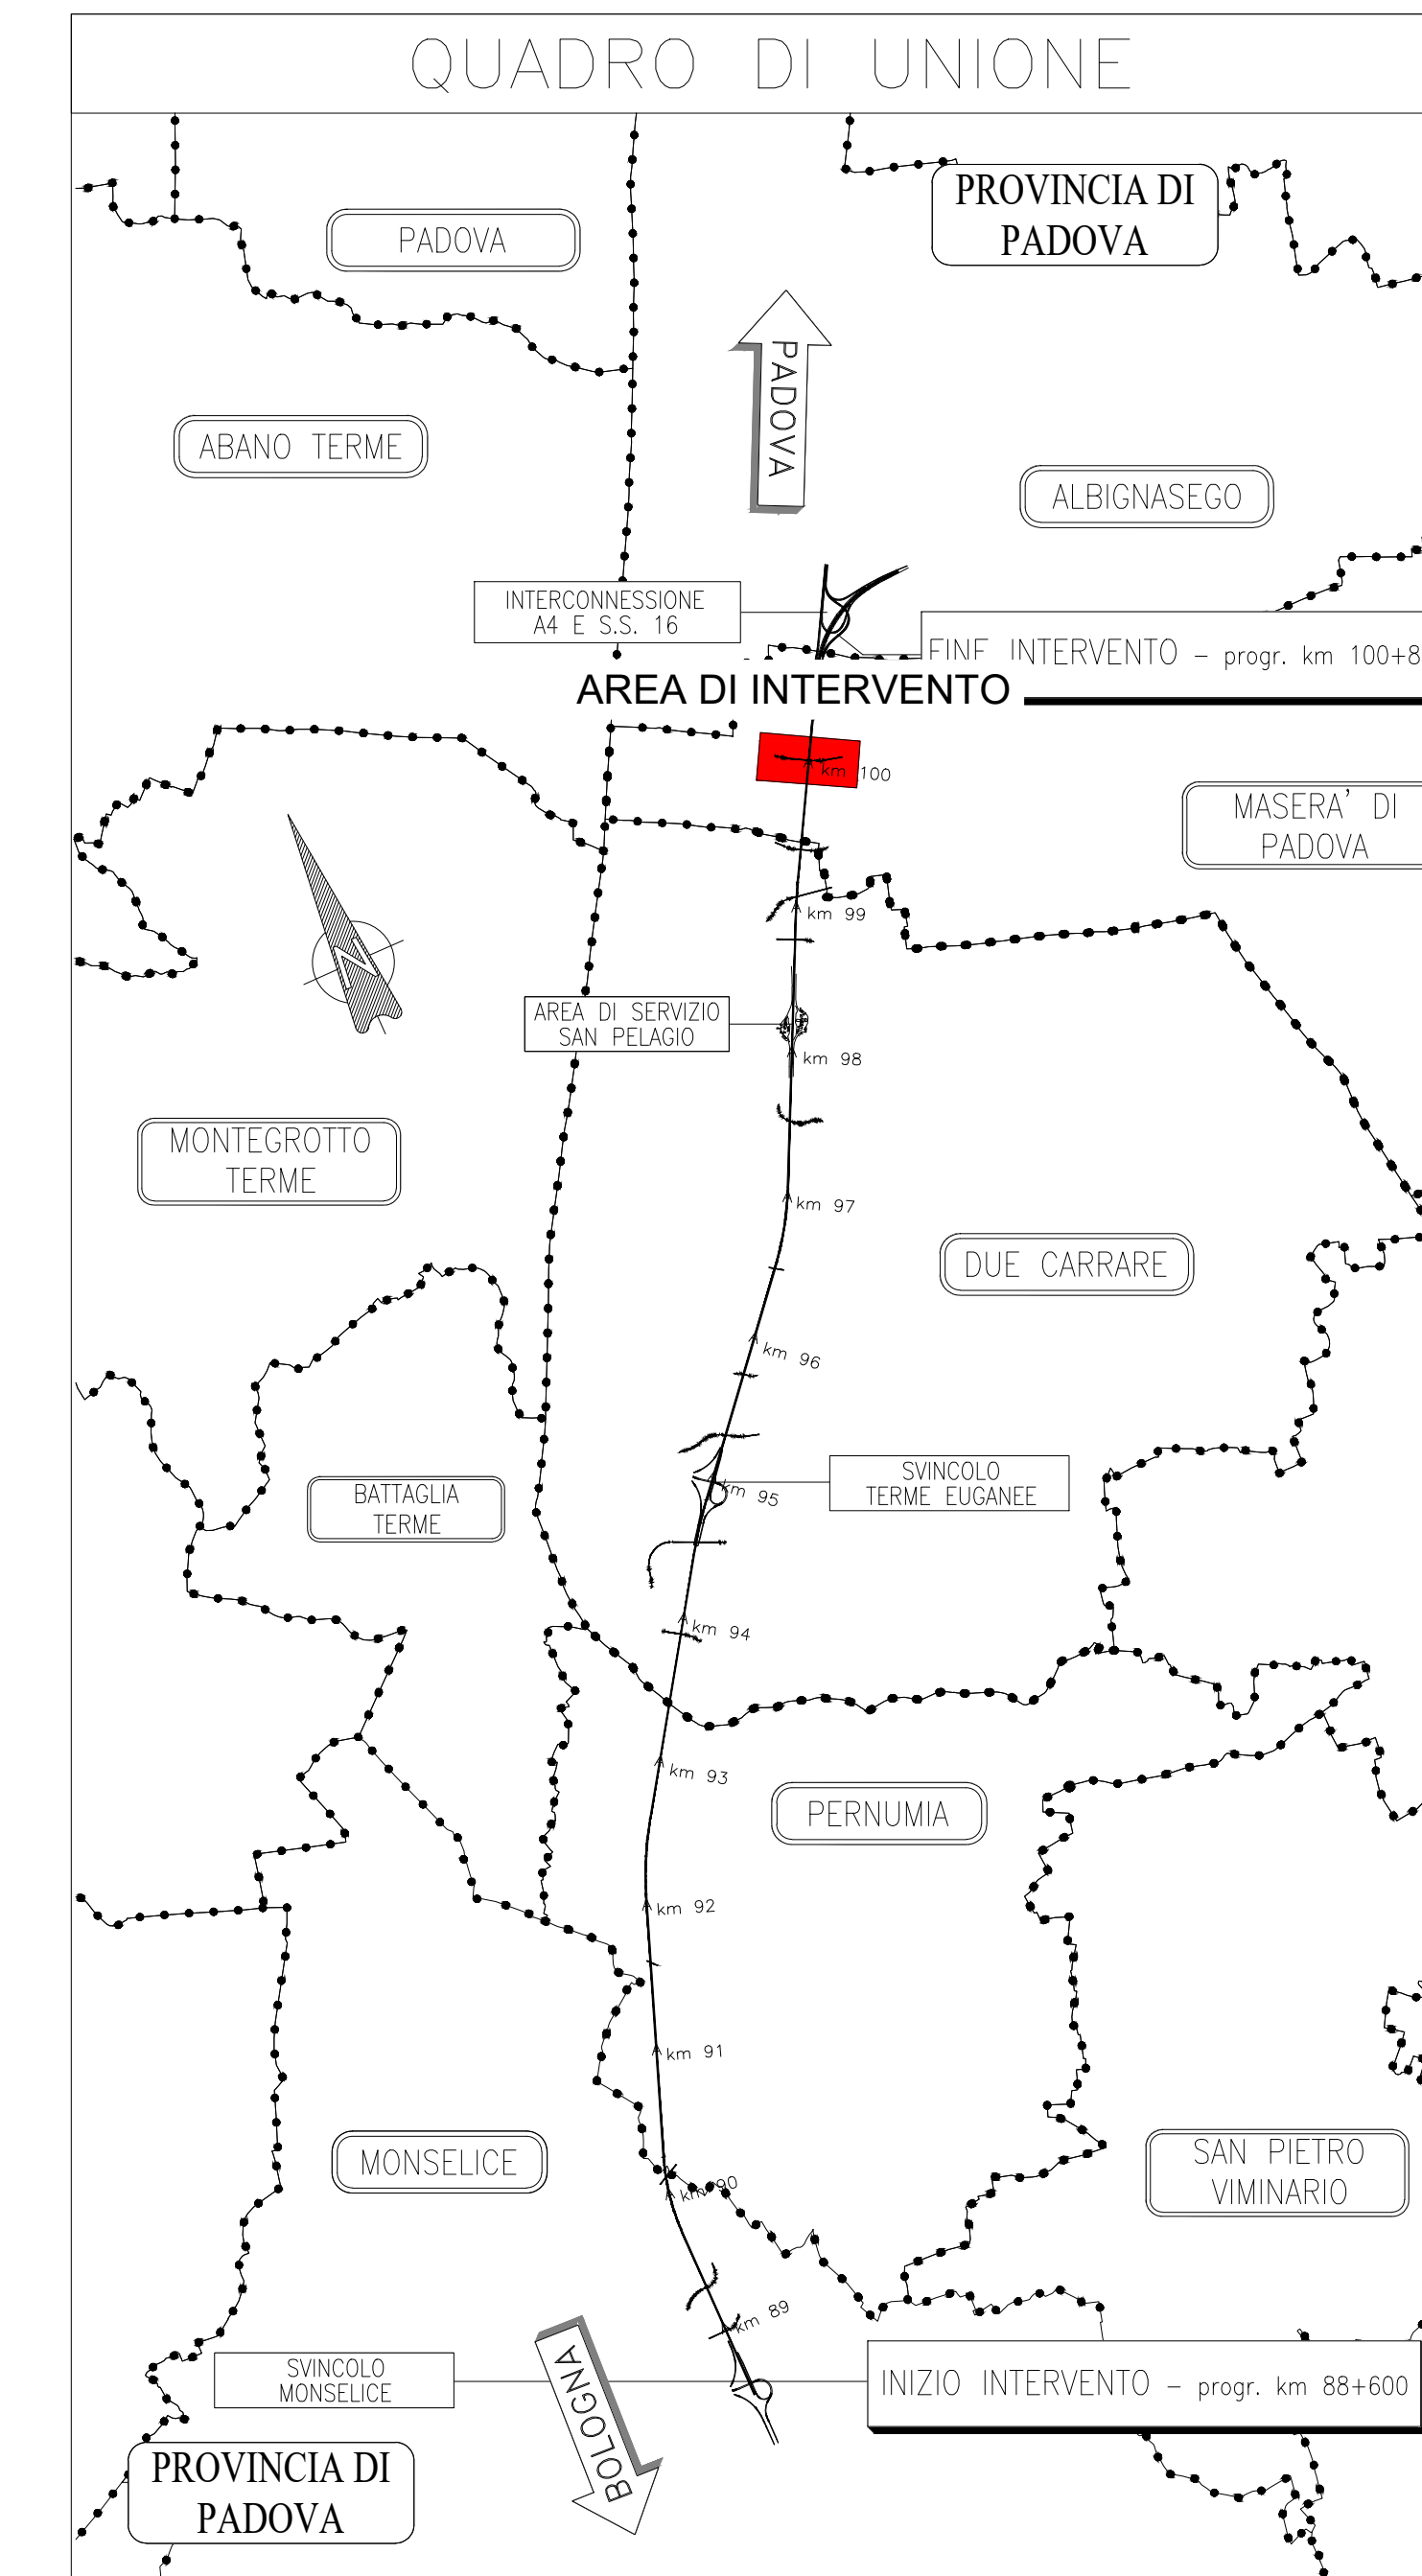 QUADRO DI UNIONE
PROVINCIA DI
PADOVA
PADOVA
PADOVA
ABANO TERME
ALBIGNASEGO
INTERCONNESSIONE
A4 E S.S. 16
FINE INTERVENTO - progr. km 100+8
AREA DI INTERVENTO
km 100
MASERA' DI
PADOVA
km 99
N
AREA DI SERVIZIO
SAN PELAGIO
km 98
MONTEGROTTO
TERME
km 97
DUE CARRARE
km 96
SVINCOLO
TERME EUGANEE
km 95
BATTAGLIA
TERME
km 94
km 93
PERNUMIA
km 92
km 91
MONSELICE
SAN PIETRO
VIMINARIO
km 90
km 89
SVINCOLO
MONSELICE
BOLOGNA
INIZIO INTERVENTO - progr. km 88+600
PROVINCIA DI
PADOVA